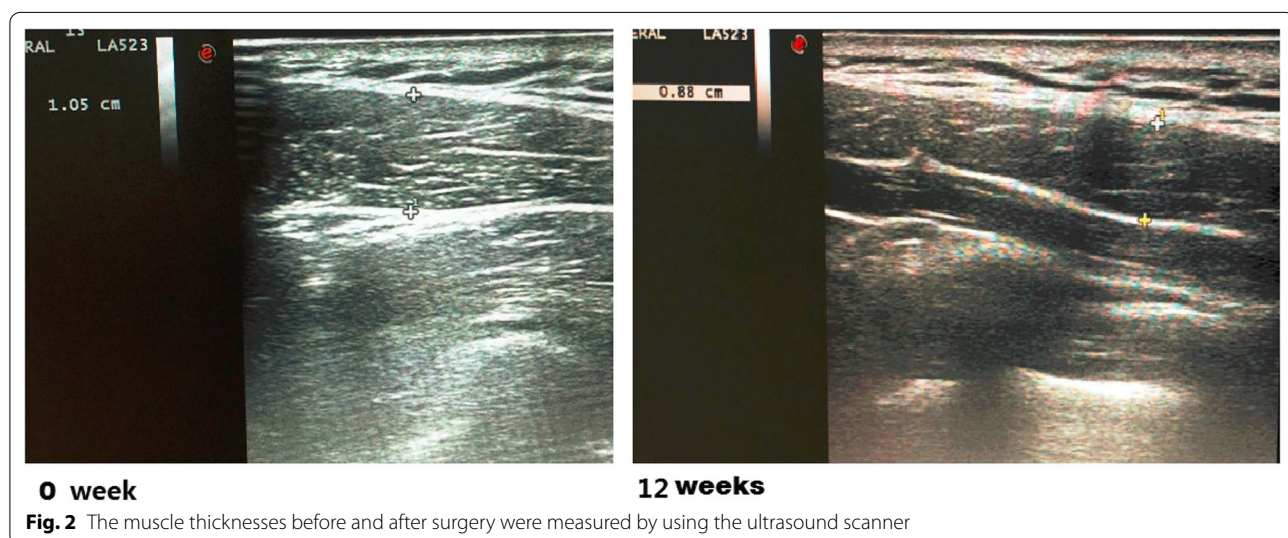 RAL LA523
1.05 cm
ERAL LA523
0.88 cm
0 week
12 weeks
Fig. 2 The muscle thicknesses before and after surgery were measured by using the ultrasound scanner